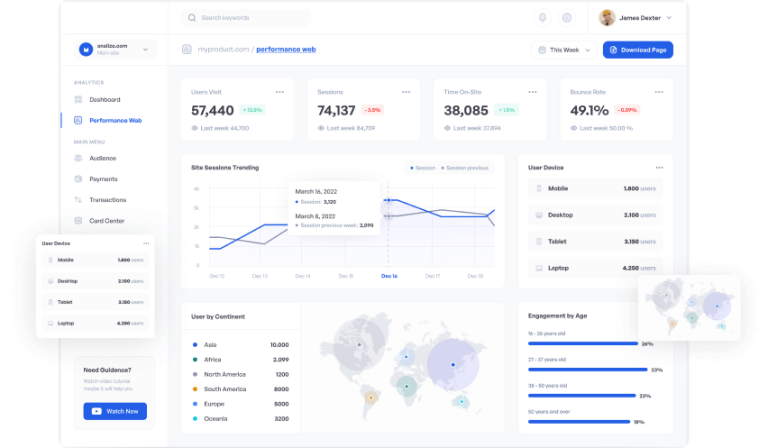 Search keywords
James Dexter
analize.com
Main site
myproduct.com / performance web
This Week
Download Page
ANALYTICS
Dashboard
Performance Web
MAIN MENU
Audience
Payments
Transactions
Card Center
Users Visit
57,440
Last week 44,700
Sessions
74,137
- 3.5%
Last week 84,709
Time On-Site
38,085
+ 1.5%
Last week 37,894
Bounce Rate
49.1%
Last week 50.00 %
Site Sessions Trending
Session
Session previous
4k
2K
1k
0
March 16, 2022
Session: 3,120
March 8, 2022
Session previous week: 2,090
Dec 12
Dec 13
Dec 14
Dec 15
Dec 16
Dec 17
Dec 18
User Device
Mobile
1.800 users
Desktop
3.100 users
Tablet
3.150 users
Laptop
4.250 users
User Device
Mobile
1.800 users
Desktop
3.100 users
Tablet
3.150 users
Laptop
4.250 users
Need Guidence?
Watch video tutorial
maybe it will help you
Watch Now
User by Continent
Asia
10.000
Africa
2,099
North America
1200
South America
8000
Europe
5000
Oceania
3200
Engagement by Age
16 - 26 years old
27 - 37 years old
33%
38 - 50 years old
50 years and over
18%